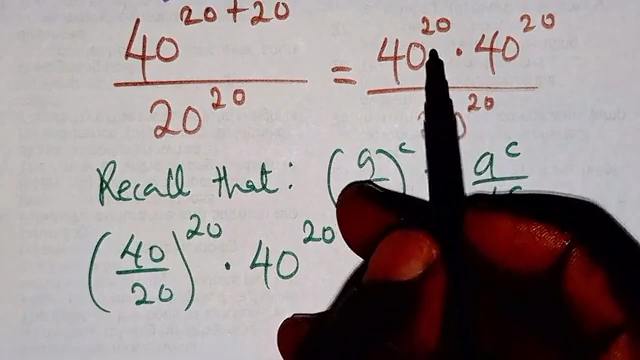 40^{20+20} / 20^{20} = 40^{20} · 40^{20} / 20^{20}
Recall that: (a/ )^c a^c/
(40/20)^{20} · 40^{20}